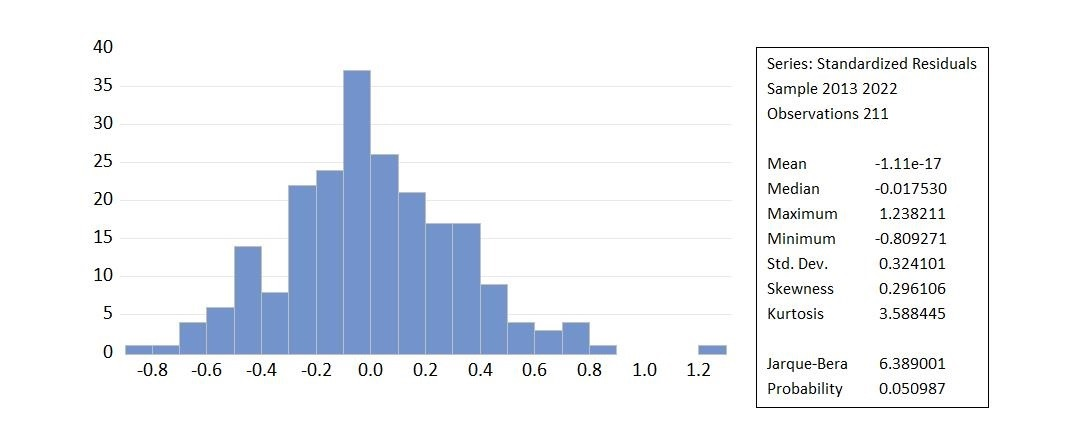 40
35
30
25
20
15
10
5
0
-0.8 -0.6 -0.4 -0.2 0.0 0.2 0.4 0.6 0.8 1.0 1.2
Series: Standardized Residuals
Sample 2013 2022
Observations 211
Mean -1.11e-17
Median -0.017530
Maximum 1.238211
Minimum -0.809271
Std. Dev. 0.324101
Skewness 0.296106
Kurtosis 3.588445
Jarque-Bera 6.389001
Probability 0.050987